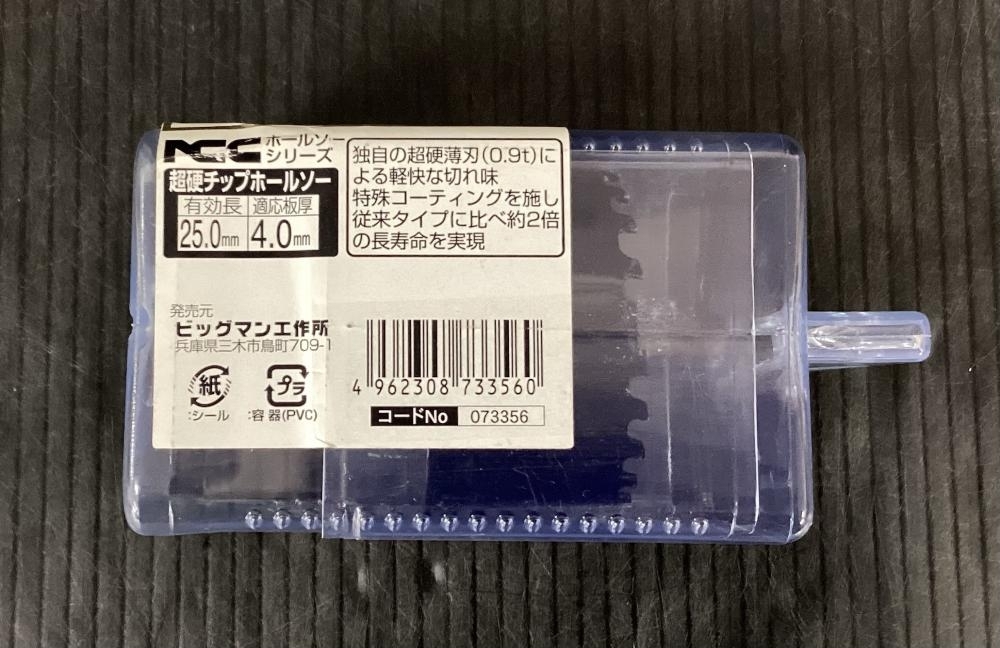 NCC ホールソー
シリーズ
超硬チップホールソー
有効長 適応板厚
25.0mm 4.0mm
独自の超硬薄刃(0.9t)に
よる軽快な切れ味
特殊コーティングを施し
従来タイプに比べ約2倍
の長寿命を実現
発売元
ビッグマン工作所
兵庫県三木市鳥町709-1
紙 プラ
:シール :容器(PVC)
4 962308 733560
コードNo 073356